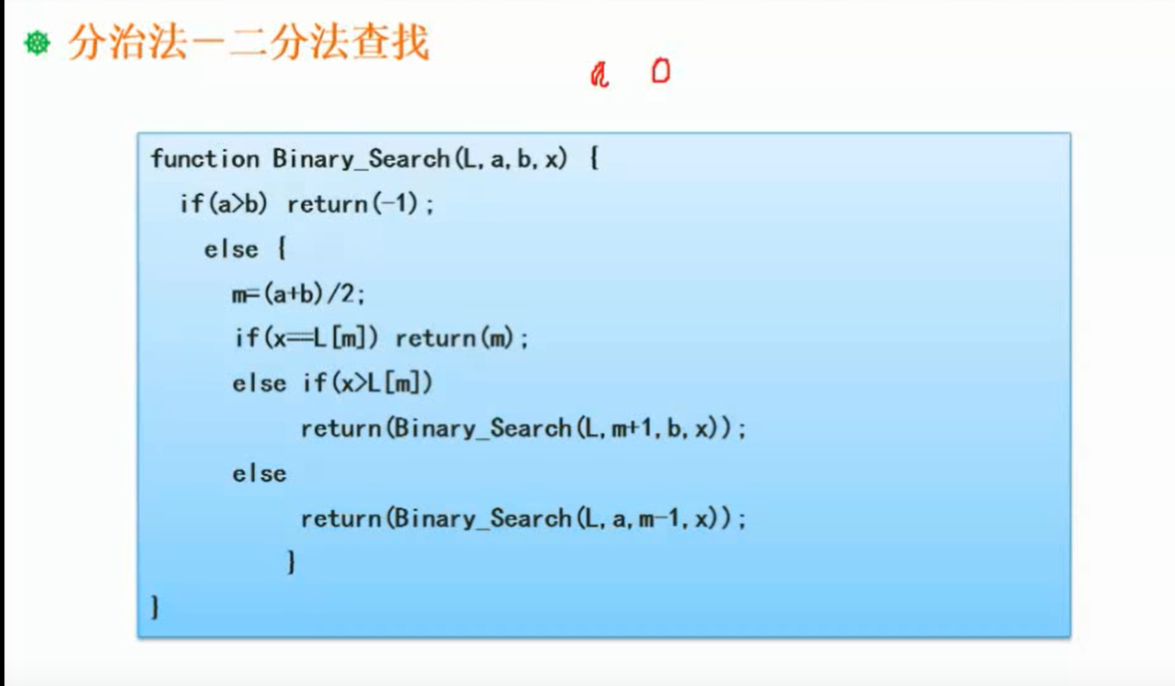 分治法－二分法查找
a 0
function Binary_Search(L,a,b,x) {
if(a>b) return(-1);
else {
m=(a+b)/2;
if(x==L[m]) return(m);
else if(x>L[m])
return(Binary_Search(L,m+1,b,x));
else
return(Binary_Search(L,a,m-1,x));
}
}